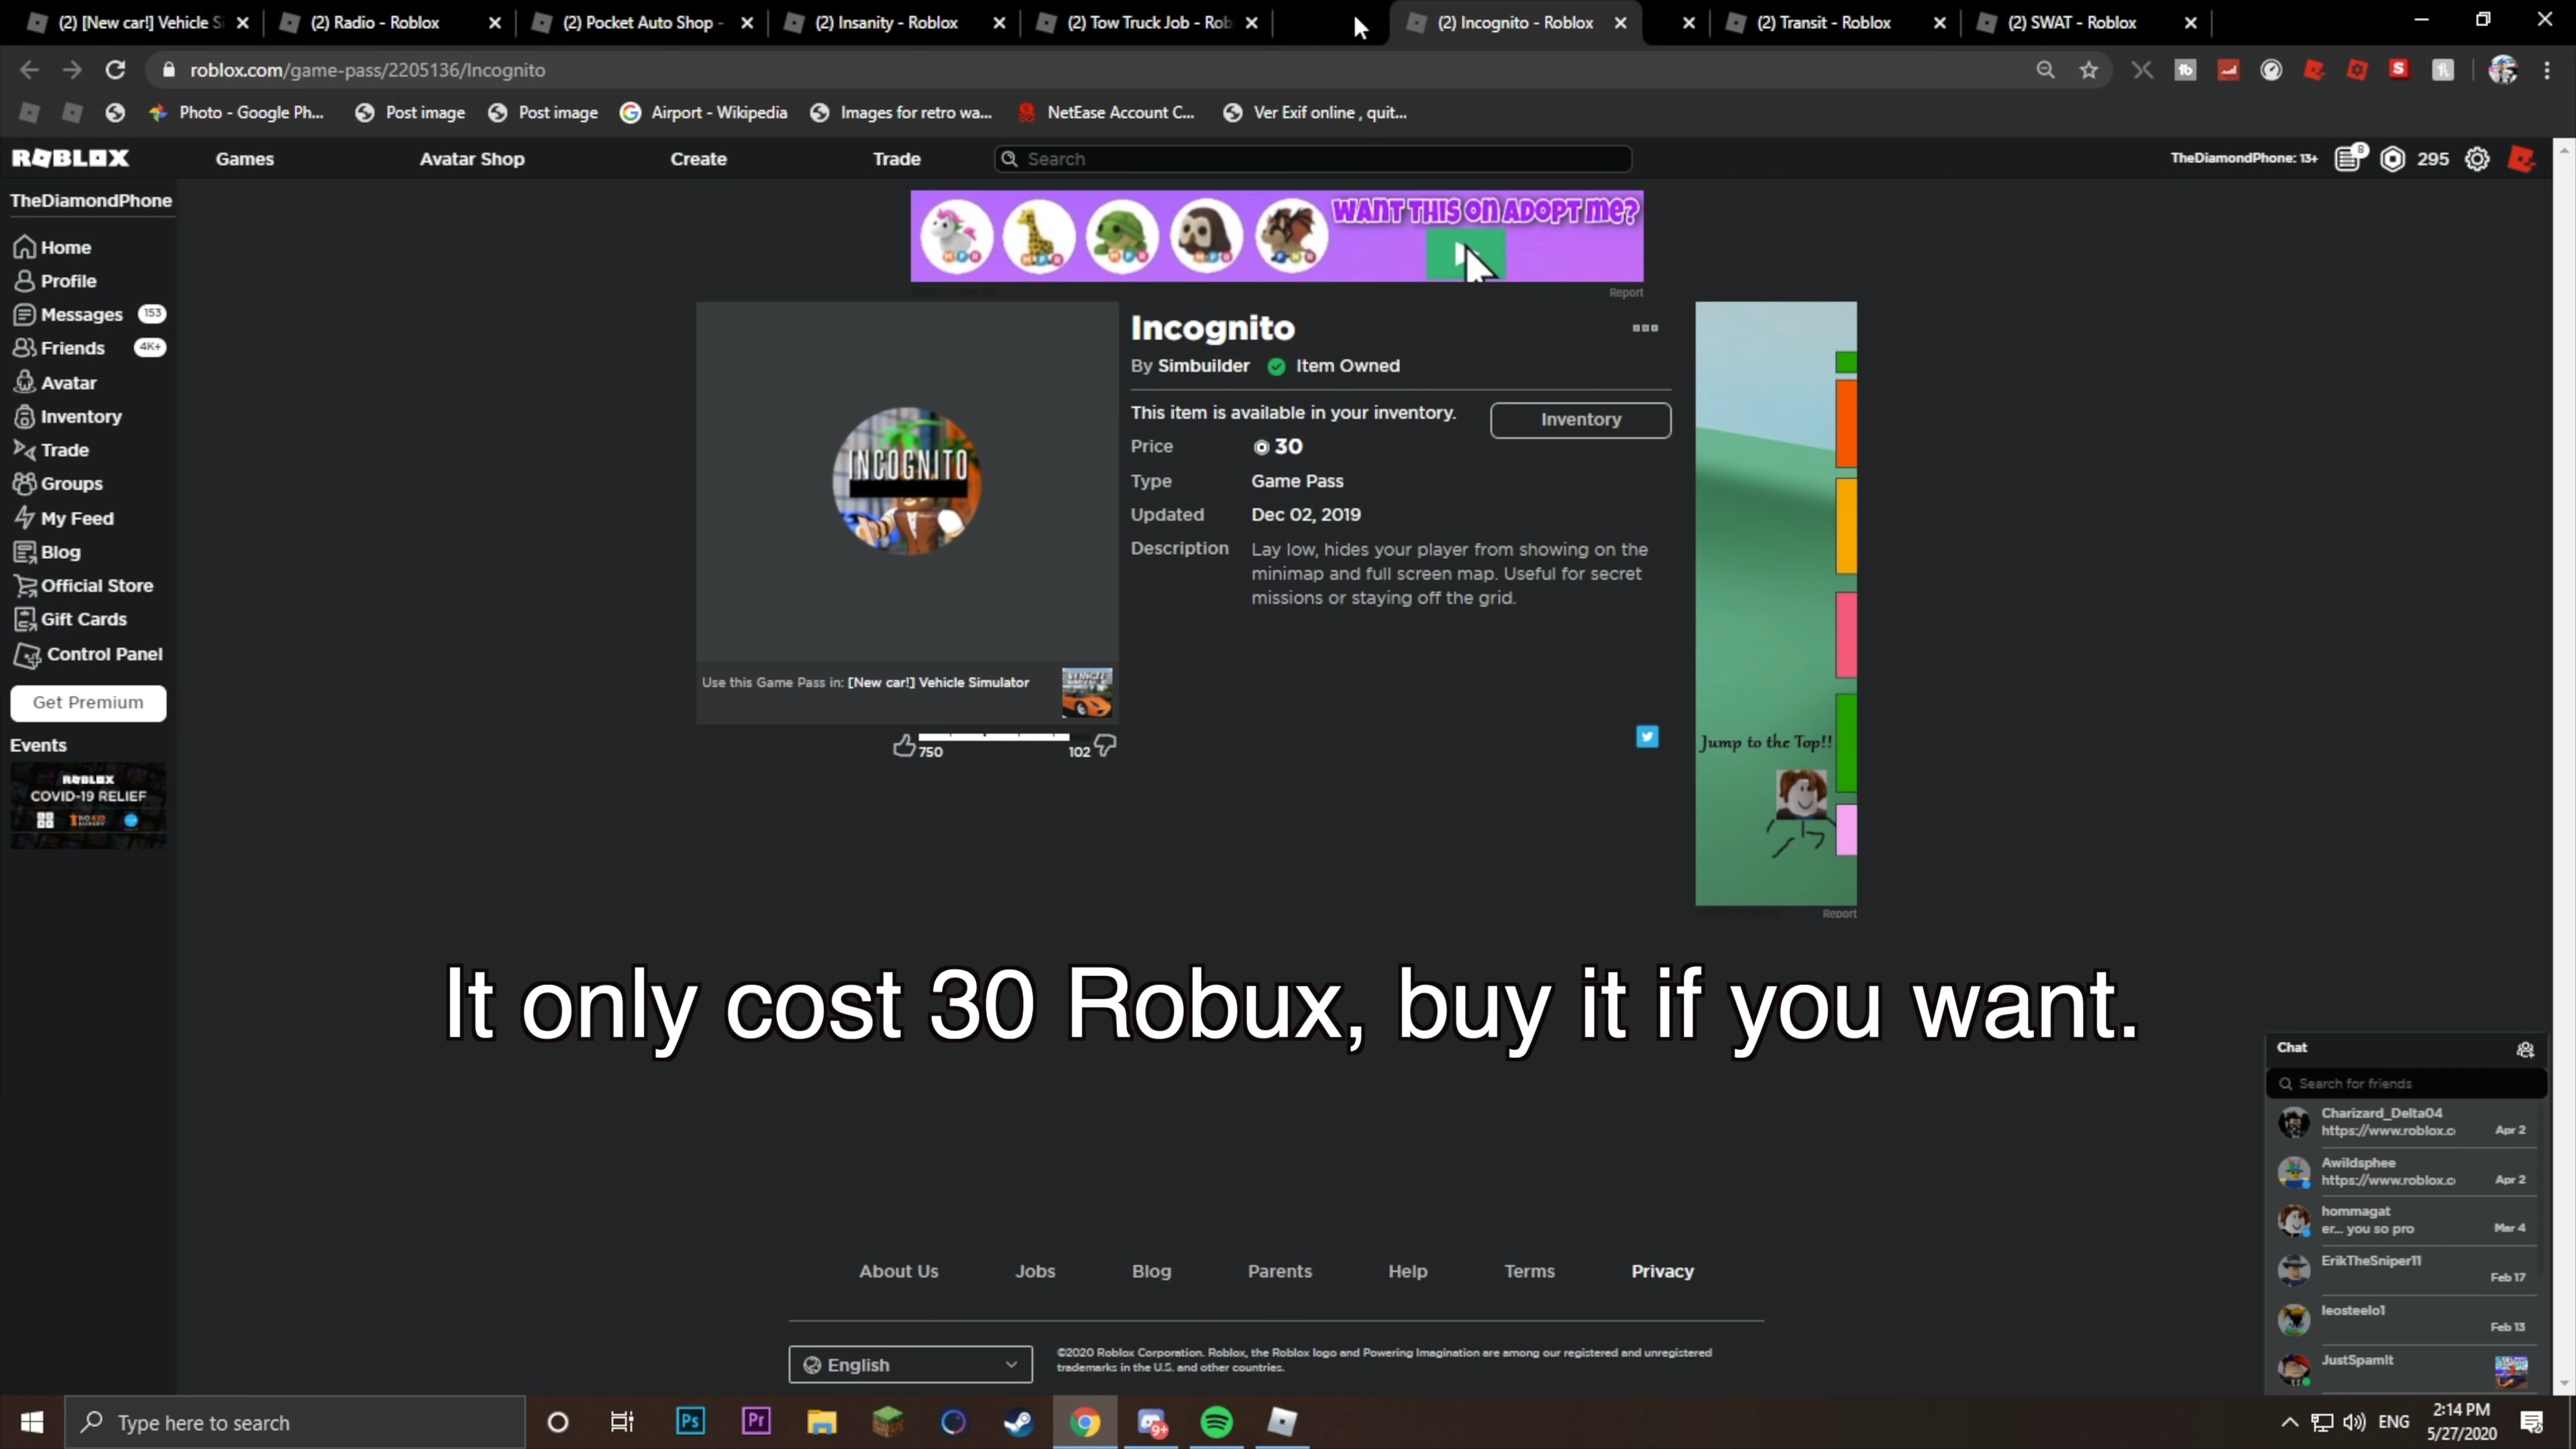 (2) [New car!] Vehicle Si
(2) Radio - Roblox
(2) Pocket Auto Shop -
(2) Insanity - Roblox
(2) Tow Truck Job - Rob
(2) Incognito - Roblox
(2) Transit - Roblox
(2) SWAT - Roblox
roblox.com/game-pass/2205136/Incognito
Photo - Google Ph...
Post image
Post image
Airport - Wikipedia
Images for retro wa...
NetEase Account C...
Ver Exif online , quit...
ROBLOX
Games
Avatar Shop
Create
Trade
Search
TheDiamondPhone: 13+
8
295
TheDiamondPhone
Home
Profile
Messages 153
Friends 4K+
Avatar
Inventory
Trade
Groups
My Feed
Blog
Official Store
Gift Cards
Control Panel
Get Premium
Events
ROBLOX
COVID-19 RELIEF
WANT THIS ON ADOPT ME?
Report
INCOGNITO
Use this Game Pass in: [New car!] Vehicle Simulator
750
102
Incognito
By Simbuilder Item Owned
This item is available in your inventory.
Inventory
Price 30
Type Game Pass
Updated Dec 02, 2019
Description Lay low, hides your player from showing on the
minimap and full screen map. Useful for secret
missions or staying off the grid.
Jump to the Top!!
Report
It only cost 30 Robux, buy it if you want.
Chat
Search for friends
Charizard_Delta04
https://www.roblox.c Apr 2
Awildsphee
https://www.roblox.c Apr 2
hommagat
er... you so pro Mar 4
ErikTheSniper11
Feb 17
leosteelo1
Feb 13
JustSpamIt
About Us
Jobs
Blog
Parents
Help
Terms
Privacy
English
©2020 Roblox Corporation. Roblox, the Roblox logo and Powering Imagination are among our registered and unregistered
trademarks in the U.S. and other countries.
Type here to search
Ps
Pr
9+
ENG
2:14 PM
5/27/2020